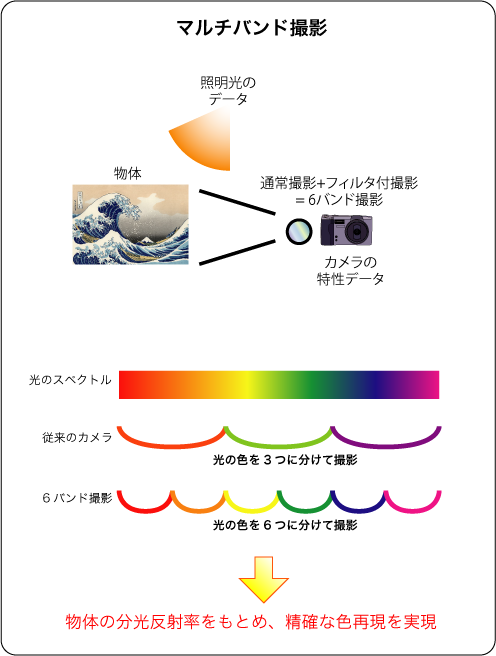 マルチバンド撮影
照明光の
データ
物体
通常撮影+フィルタ付撮影
= 6バンド撮影
カメラの
特性データ
光のスペクトル
従来のカメラ
光の色を3つに分けて撮影
6バンド撮影
光の色を6つに分けて撮影
物体の分光反射率をもとめ、精確な色再現を実現